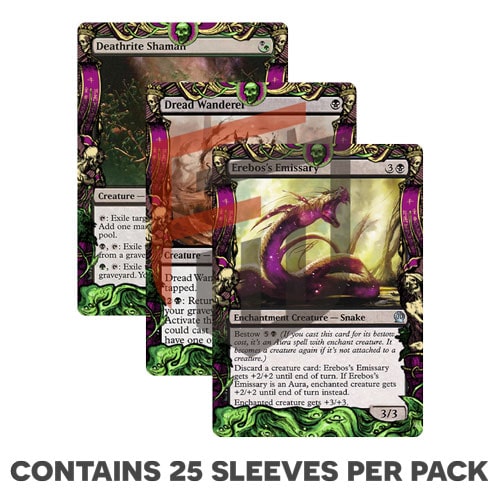 Deathrite Shaman
Creature —
: Exile targ
Add one ma
pool.
, : Exile
from a grave
, : Exile
graveyard. Yo
Dread Wanderer
Creature —
Dread Wand
tapped.
2 : Retur
your grave
Activate th
could cast
have one o
Erebos's Emissary 3
Enchantment Creature — Snake
Bestow 5 (If you cast this card for its bestow
cost, it's an Aura spell with enchant creature. It
becomes a creature again if it's not attached to a
creature.)
Discard a creature card: Erebos's Emissary
gets +2/+2 until end of turn. If Erebos's
Emissary is an Aura, enchanted creature gets
+2/+2 until end of turn instead.
Enchanted creature gets +3/+3.
3/3
CONTAINS 25 SLEEVES PER PACK